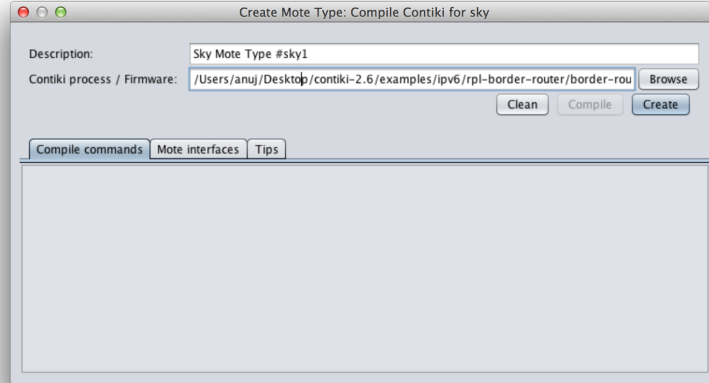 Create Mote Type: Compile Contiki for sky
Description: Sky Mote Type #sky1
Contiki process / Firmware: /Users/anuj/Desktop/contiki-2.6/examples/ipv6/rpl-border-router/border-rou Browse
Clean Compile Create
Compile commands Mote interfaces Tips